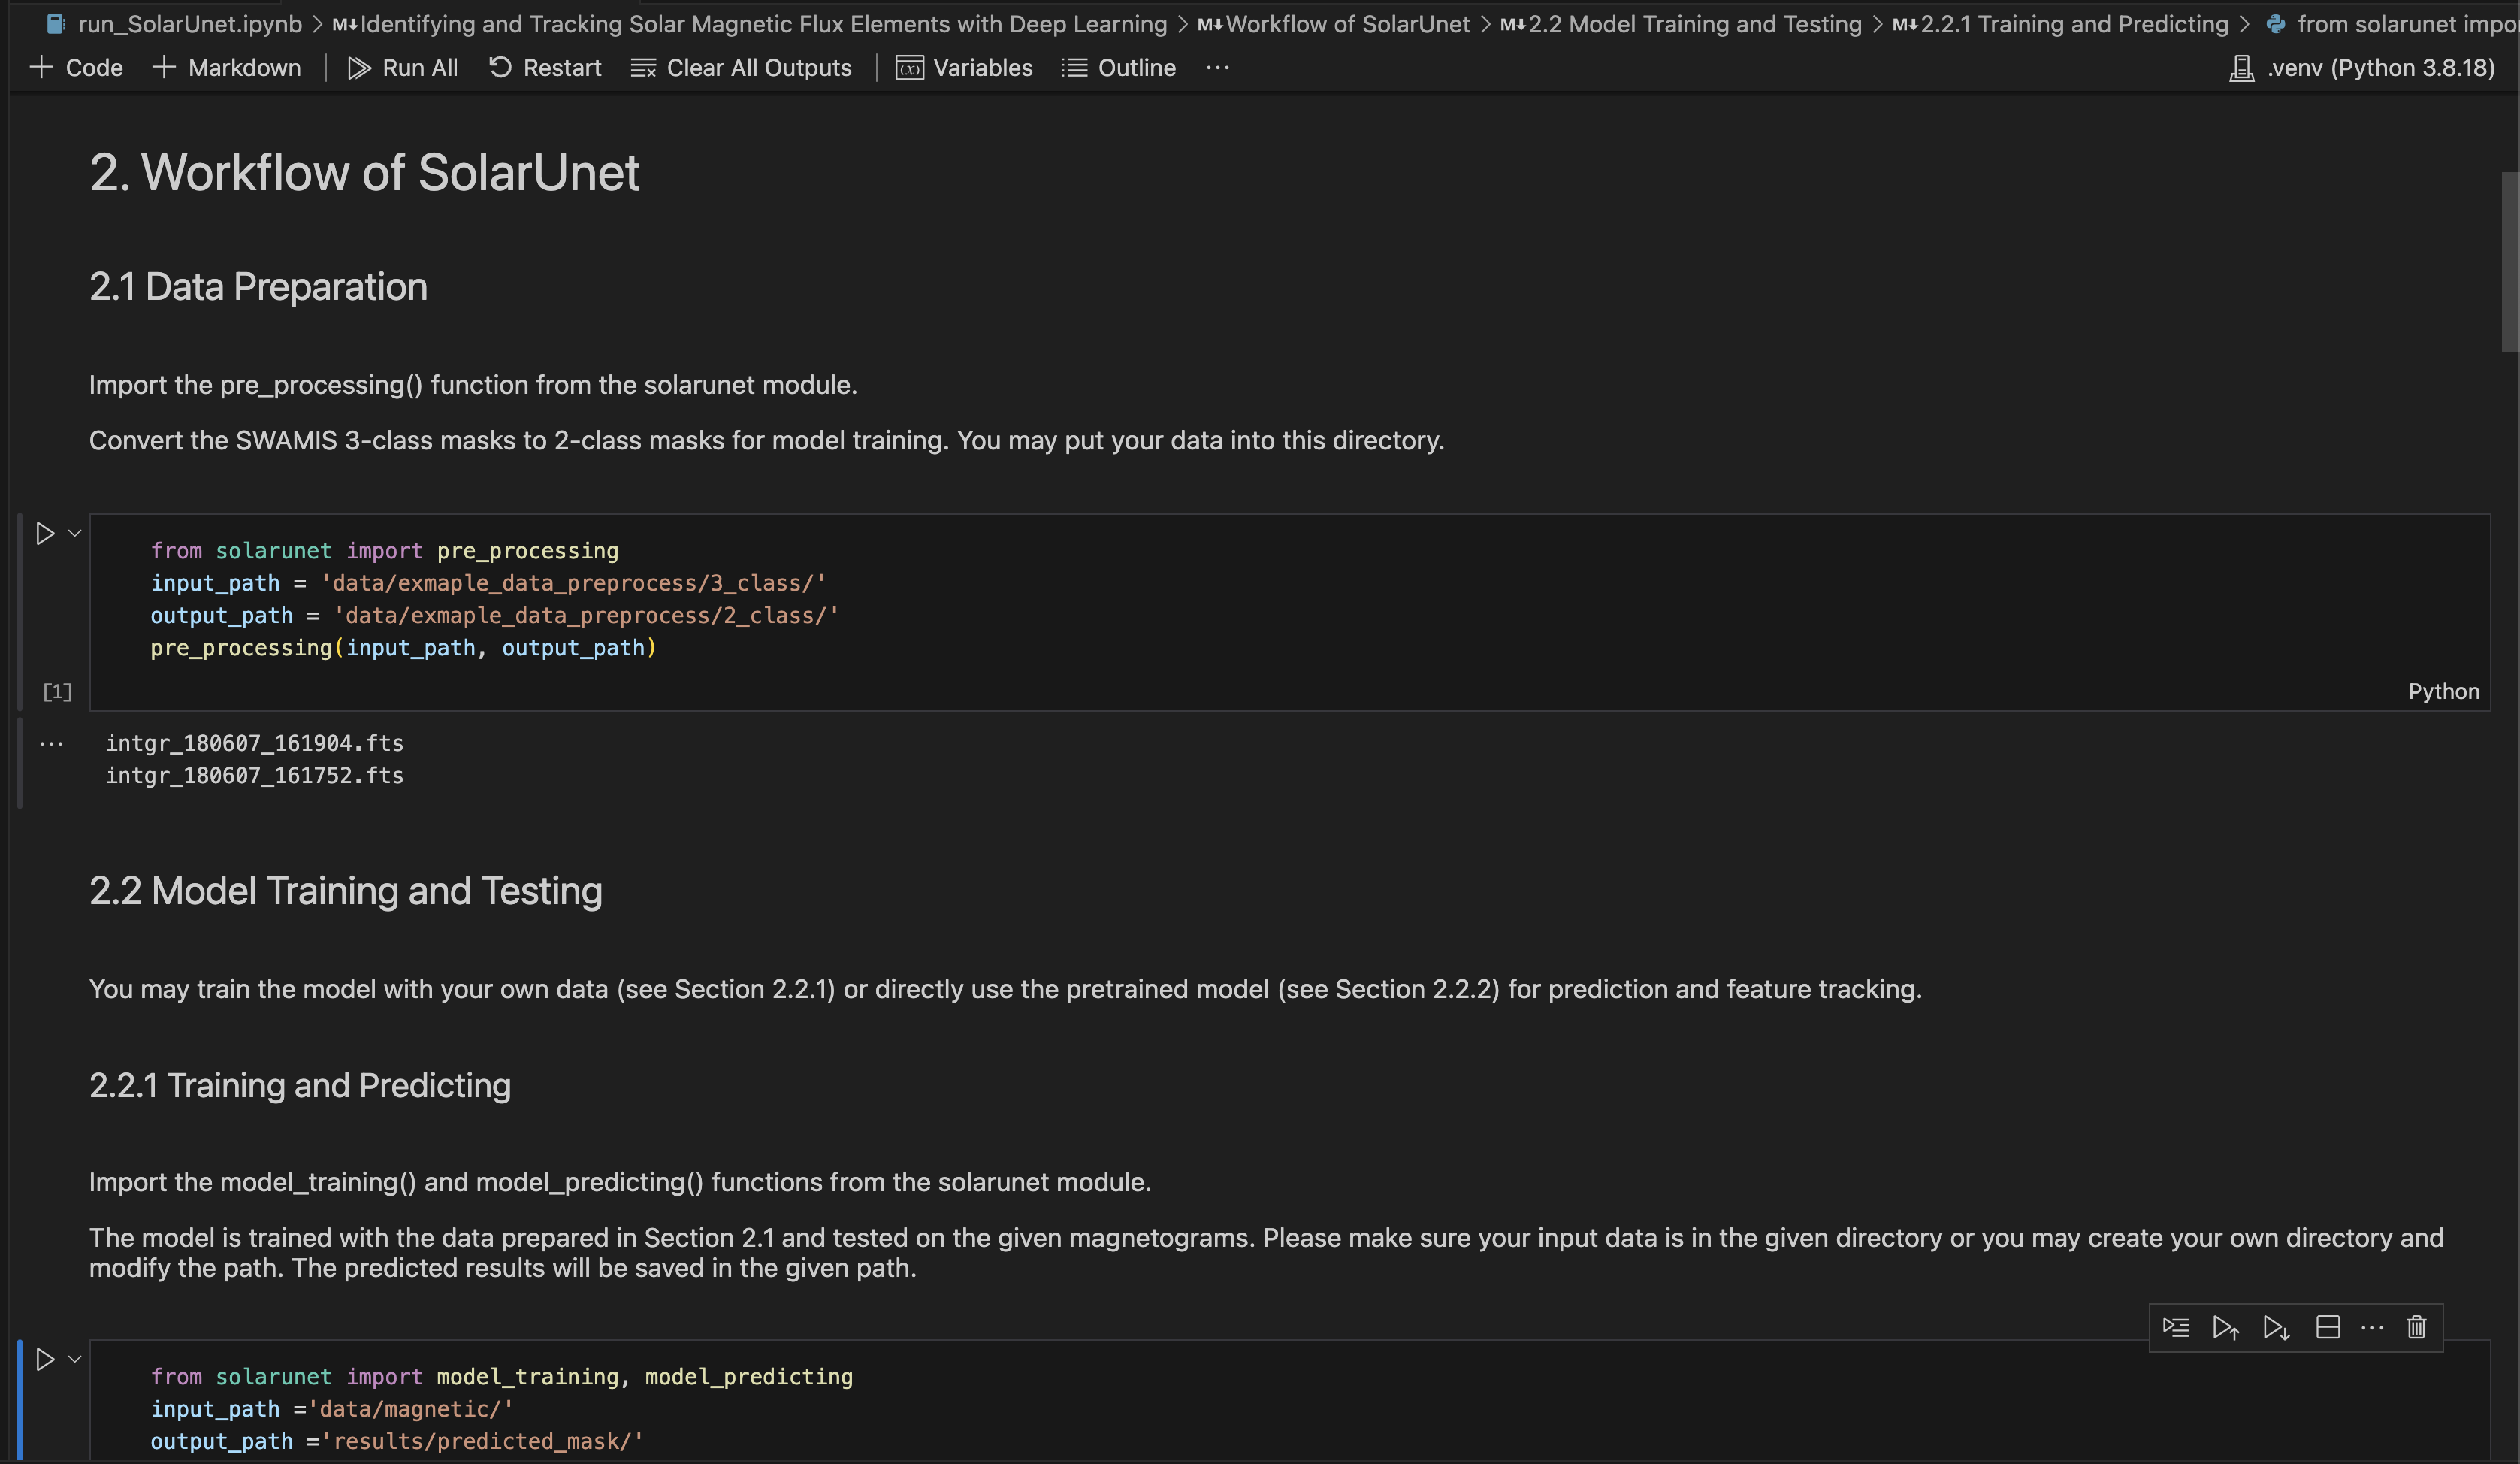 run_SolarUnet.ipynb > M↓Identifying and Tracking Solar Magnetic Flux Elements with Deep Learning > M↓Workflow of SolarUnet > M↓2.2 Model Training and Testing > M↓2.2.1 Training and Predicting > from solarunet impo
+ Code + Markdown | Run All Restart Clear All Outputs | (x) Variables Outline ··· .venv (Python 3.8.18)
2. Workflow of SolarUnet
2.1 Data Preparation
Import the pre_processing() function from the solarunet module.
Convert the SWAMIS 3-class masks to 2-class masks for model training. You may put your data into this directory.
from solarunet import pre_processing
input_path = 'data/exmaple_data_preprocess/3_class/'
output_path = 'data/exmaple_data_preprocess/2_class/'
pre_processing(input_path, output_path)
[1] Python
··· intgr_180607_161904.fts
intgr_180607_161752.fts
2.2 Model Training and Testing
You may train the model with your own data (see Section 2.2.1) or directly use the pretrained model (see Section 2.2.2) for prediction and feature tracking.
2.2.1 Training and Predicting
Import the model_training() and model_predicting() functions from the solarunet module.
The model is trained with the data prepared in Section 2.1 and tested on the given magnetograms. Please make sure your input data is in the given directory or you may create your own directory and
modify the path. The predicted results will be saved in the given path.
from solarunet import model_training, model_predicting
input_path ='data/magnetic/'
output_path ='results/predicted_mask/'